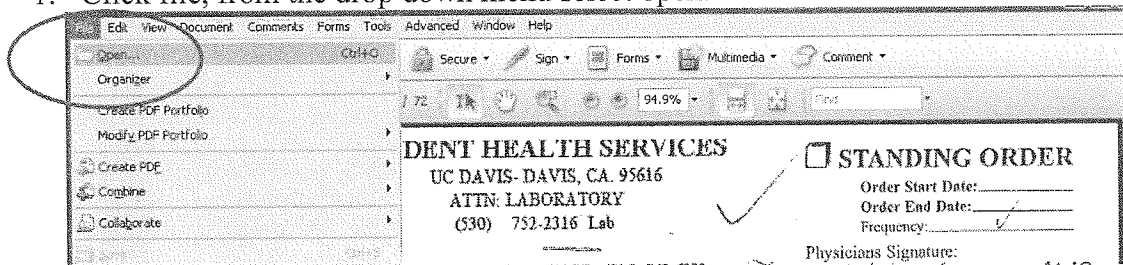 1. Click file, from the drop down menu select open
File Edit View Document Comments Forms Tools Advanced Window Help
Open... Ctrl+O
Secure Sign Forms Multimedia Comment
Organizer
/ 72 94.9% Find
Create PDF Portfolio
Modify PDF Portfolio
DENT HEALTH SERVICES
STANDING ORDER
Create PDF
UC DAVIS- DAVIS, CA. 95616
Order Start Date:
Combine
ATTN: LABORATORY
Order End Date:
Collaborate
(530) 752-2316 Lab
Frequency:
Physicians Signature: